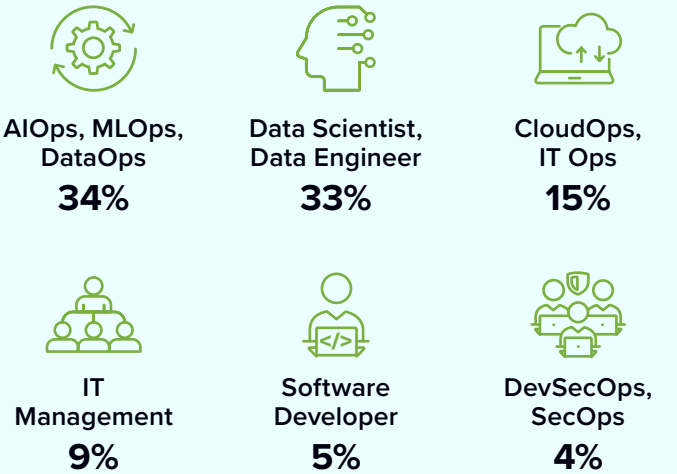 AIOps, MLOps,
DataOps
34%
Data Scientist,
Data Engineer
33%
CloudOps,
IT Ops
15%
IT
Management
9%
</>
Software
Developer
5%
DevSecOps,
SecOps
4%